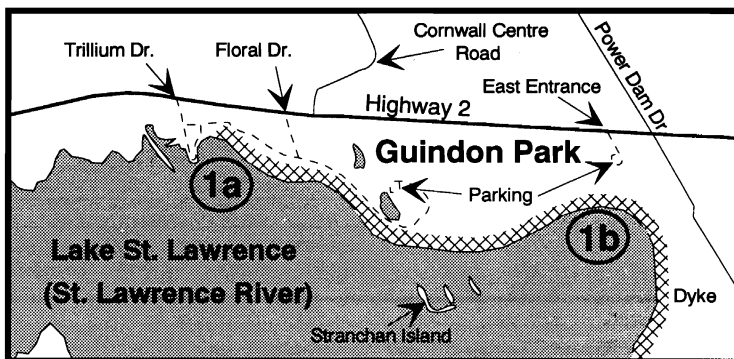 Cornwall Centre
Road
Trillium Dr.
Floral Dr.
Power Dam Dr
East Entrance
Highway 2
Guindon Park
Parking
1a
1b
Lake St. Lawrence
(St. Lawrence River)
Dyke
Stranchan Island